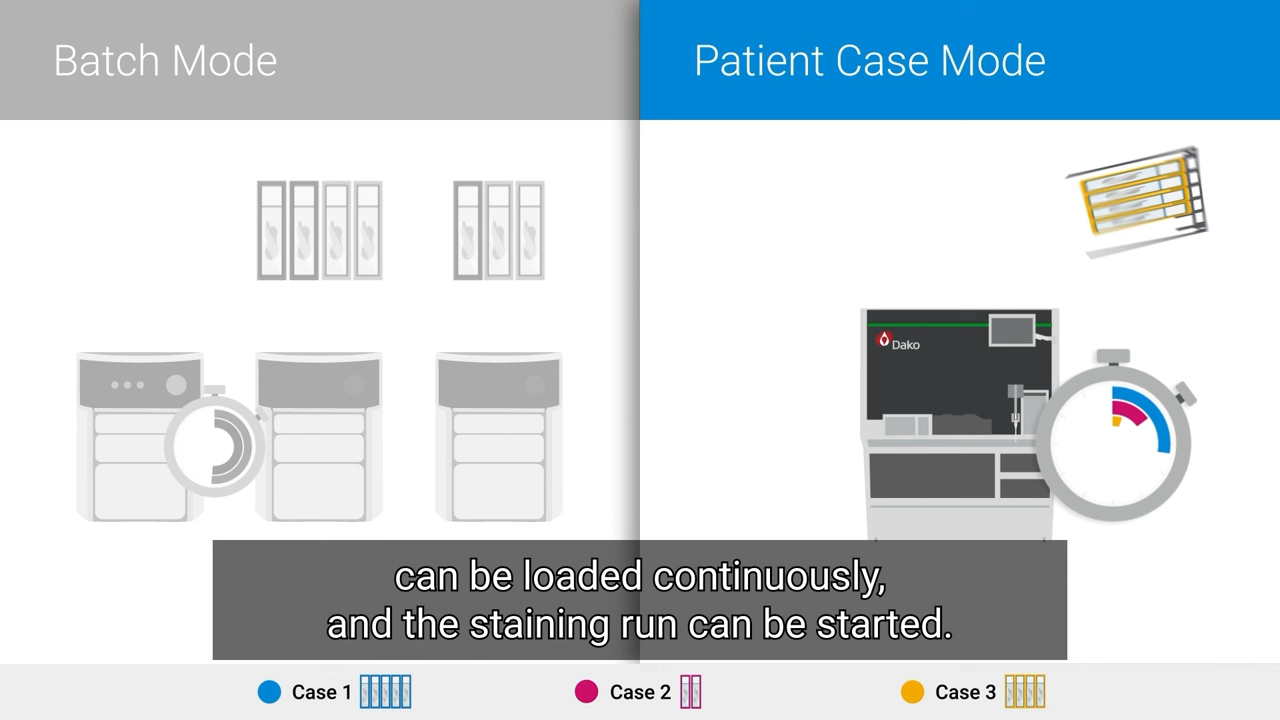 Batch Mode
Patient Case Mode
Dako
can be loaded continuously,
and the staining run can be started.
Case 1
Case 2
Case 3